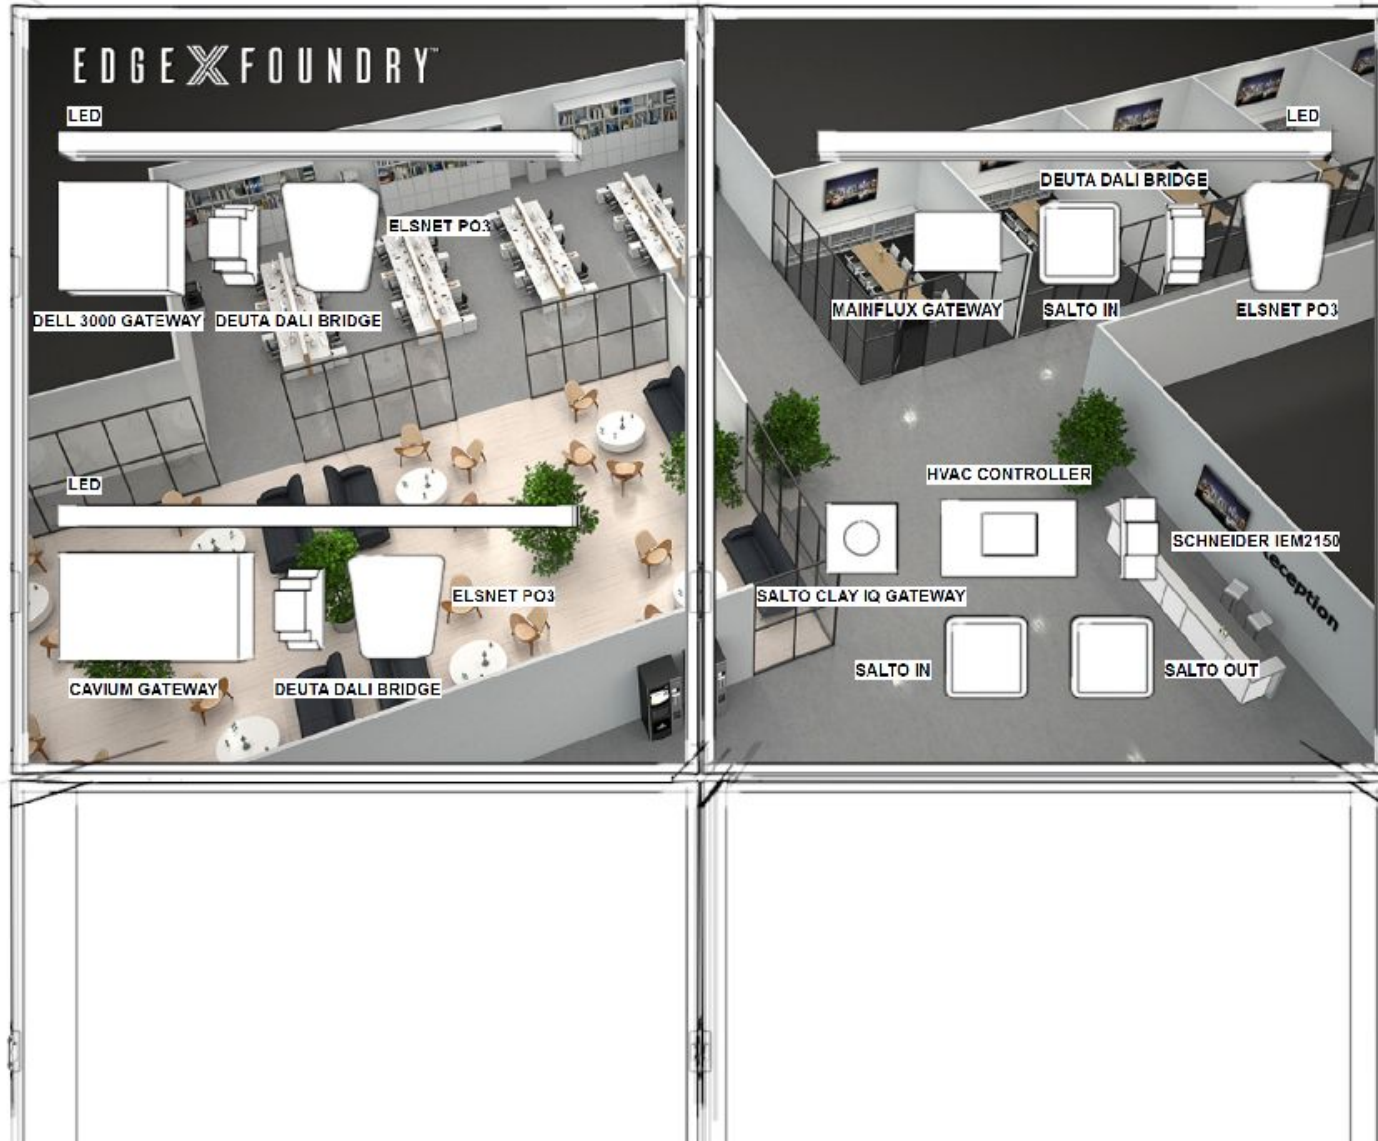 EDGE X FOUNDRY™
LED
DELL 3000 GATEWAY
DEUTA DALI BRIDGE
ELSNET PO3
LED
CAVIUM GATEWAY
DEUTA DALI BRIDGE
ELSNET PO3
LED
DEUTA DALI BRIDGE
MAINFLUX GATEWAY
SALTO IN
ELSNET PO3
HVAC CONTROLLER
SCHNEIDER IEM2150
SALTO CLAY IQ GATEWAY
SALTO IN
SALTO OUT
Reception